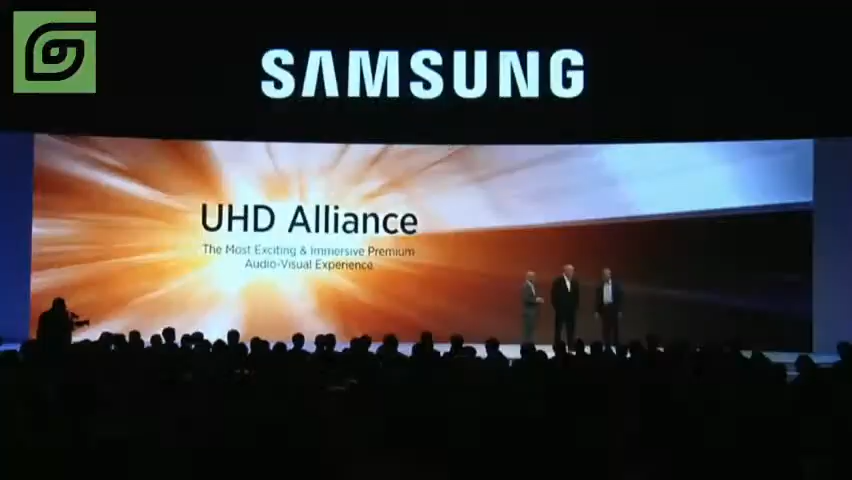 SAMSUNG
UHD Alliance
The Most Exciting & Immersive Premium
Audio-Visual Experience